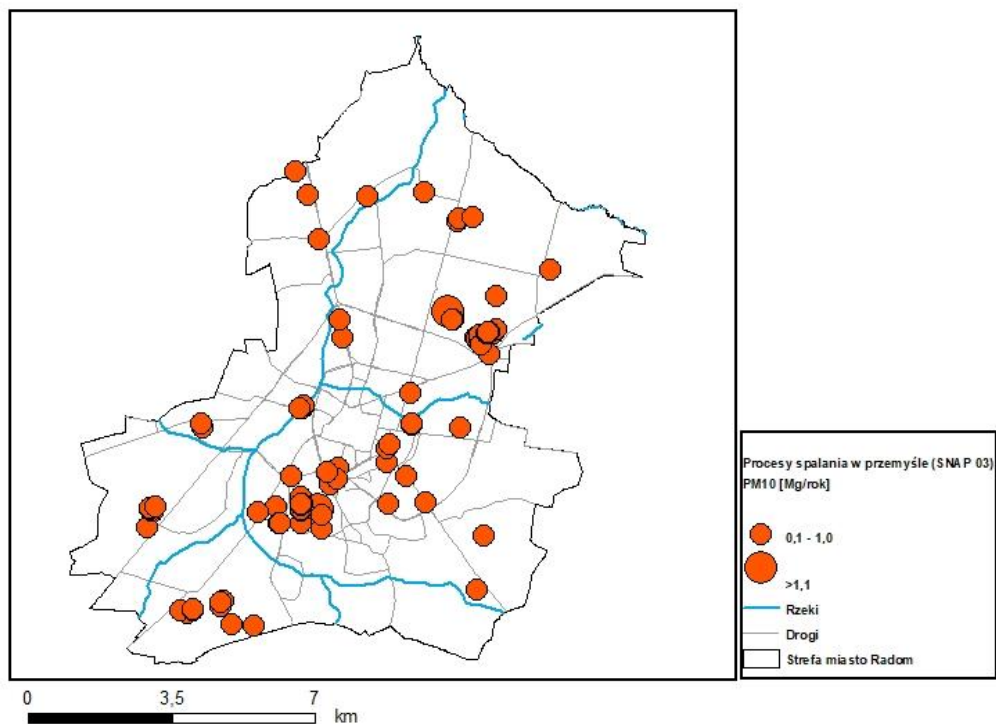 Procesy spalania w przemyśle (SNAP 03)
PM10 [Mg/rok]
0,1 - 1,0
>1,1
Rzeki
Drogi
Strefa miasto Radom
0 3,5 7
km